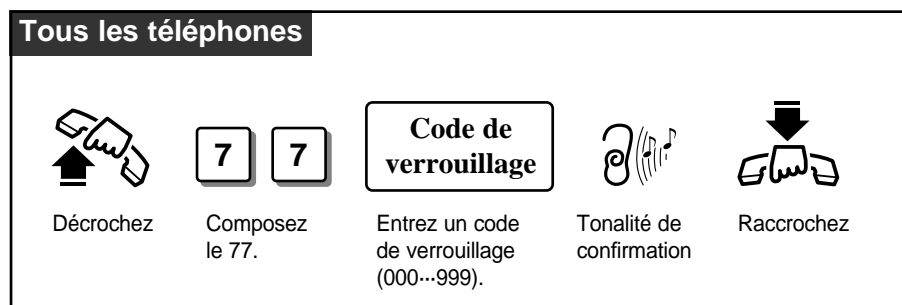 Tous les téléphones
7 7
Code de
verrouillage
Décrochez
Composez
le 77.
Entrez un code
de verrouillage
(000···999).
Tonalité de
confirmation
Raccrochez